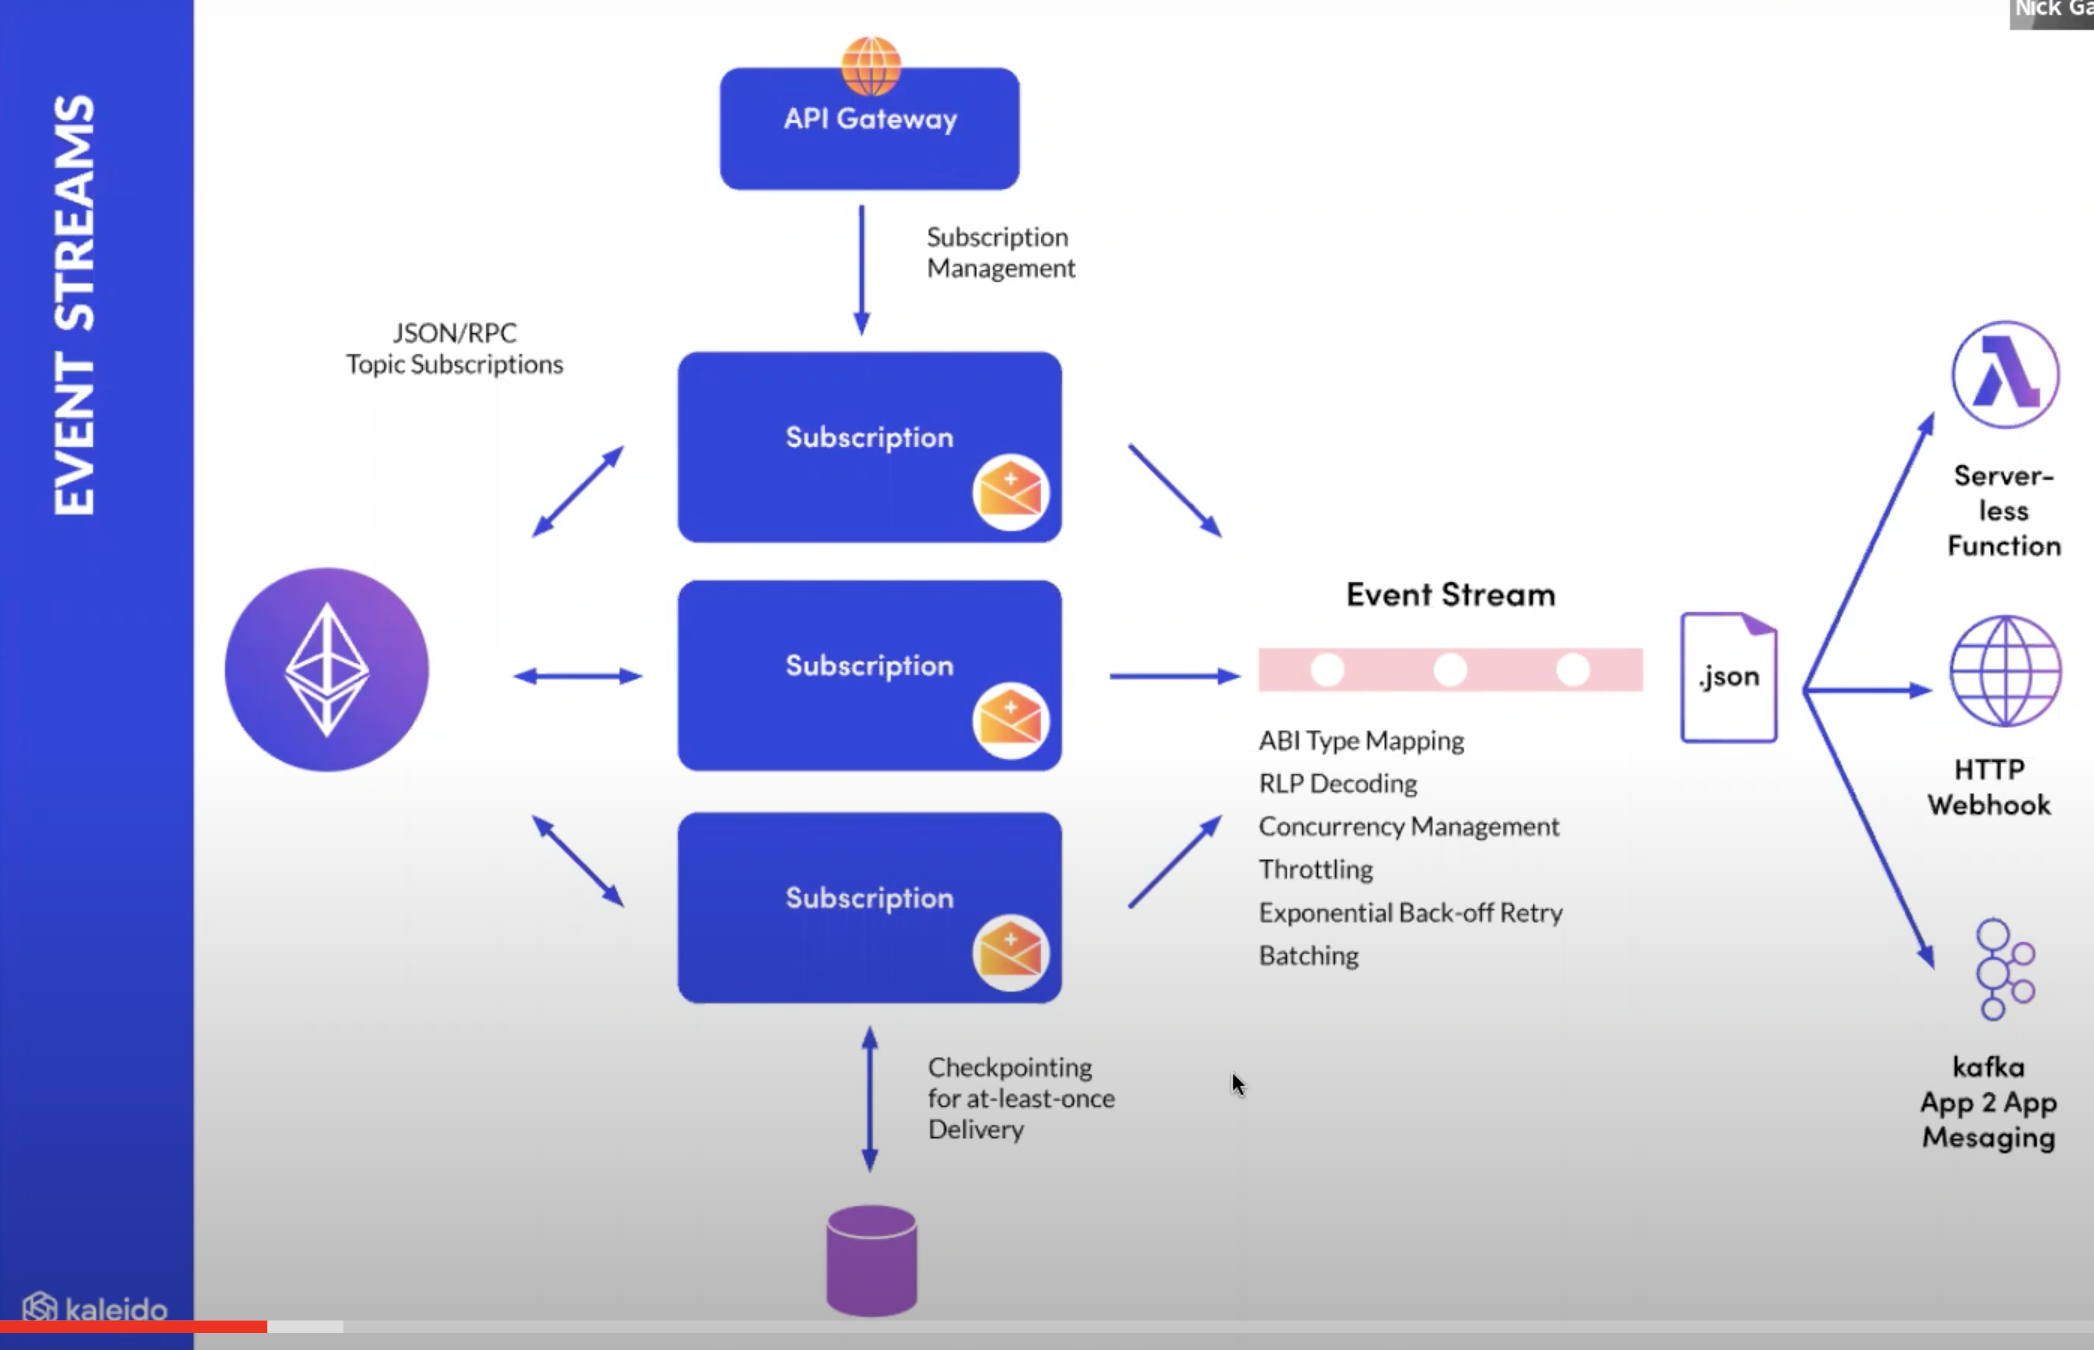 Nick Ga
EVENT STREAMS
API Gateway
Subscription
Management
JSON/RPC
Topic Subscriptions
Subscription
Subscription
Subscription
Event Stream
ABI Type Mapping
RLP Decoding
Concurrency Management
Throttling
Exponential Back-off Retry
Batching
.json
Server-
less
Function
HTTP
Webhook
kafka
App 2 App
Mesaging
Checkpointing
for at-least-once
Delivery
kaleido